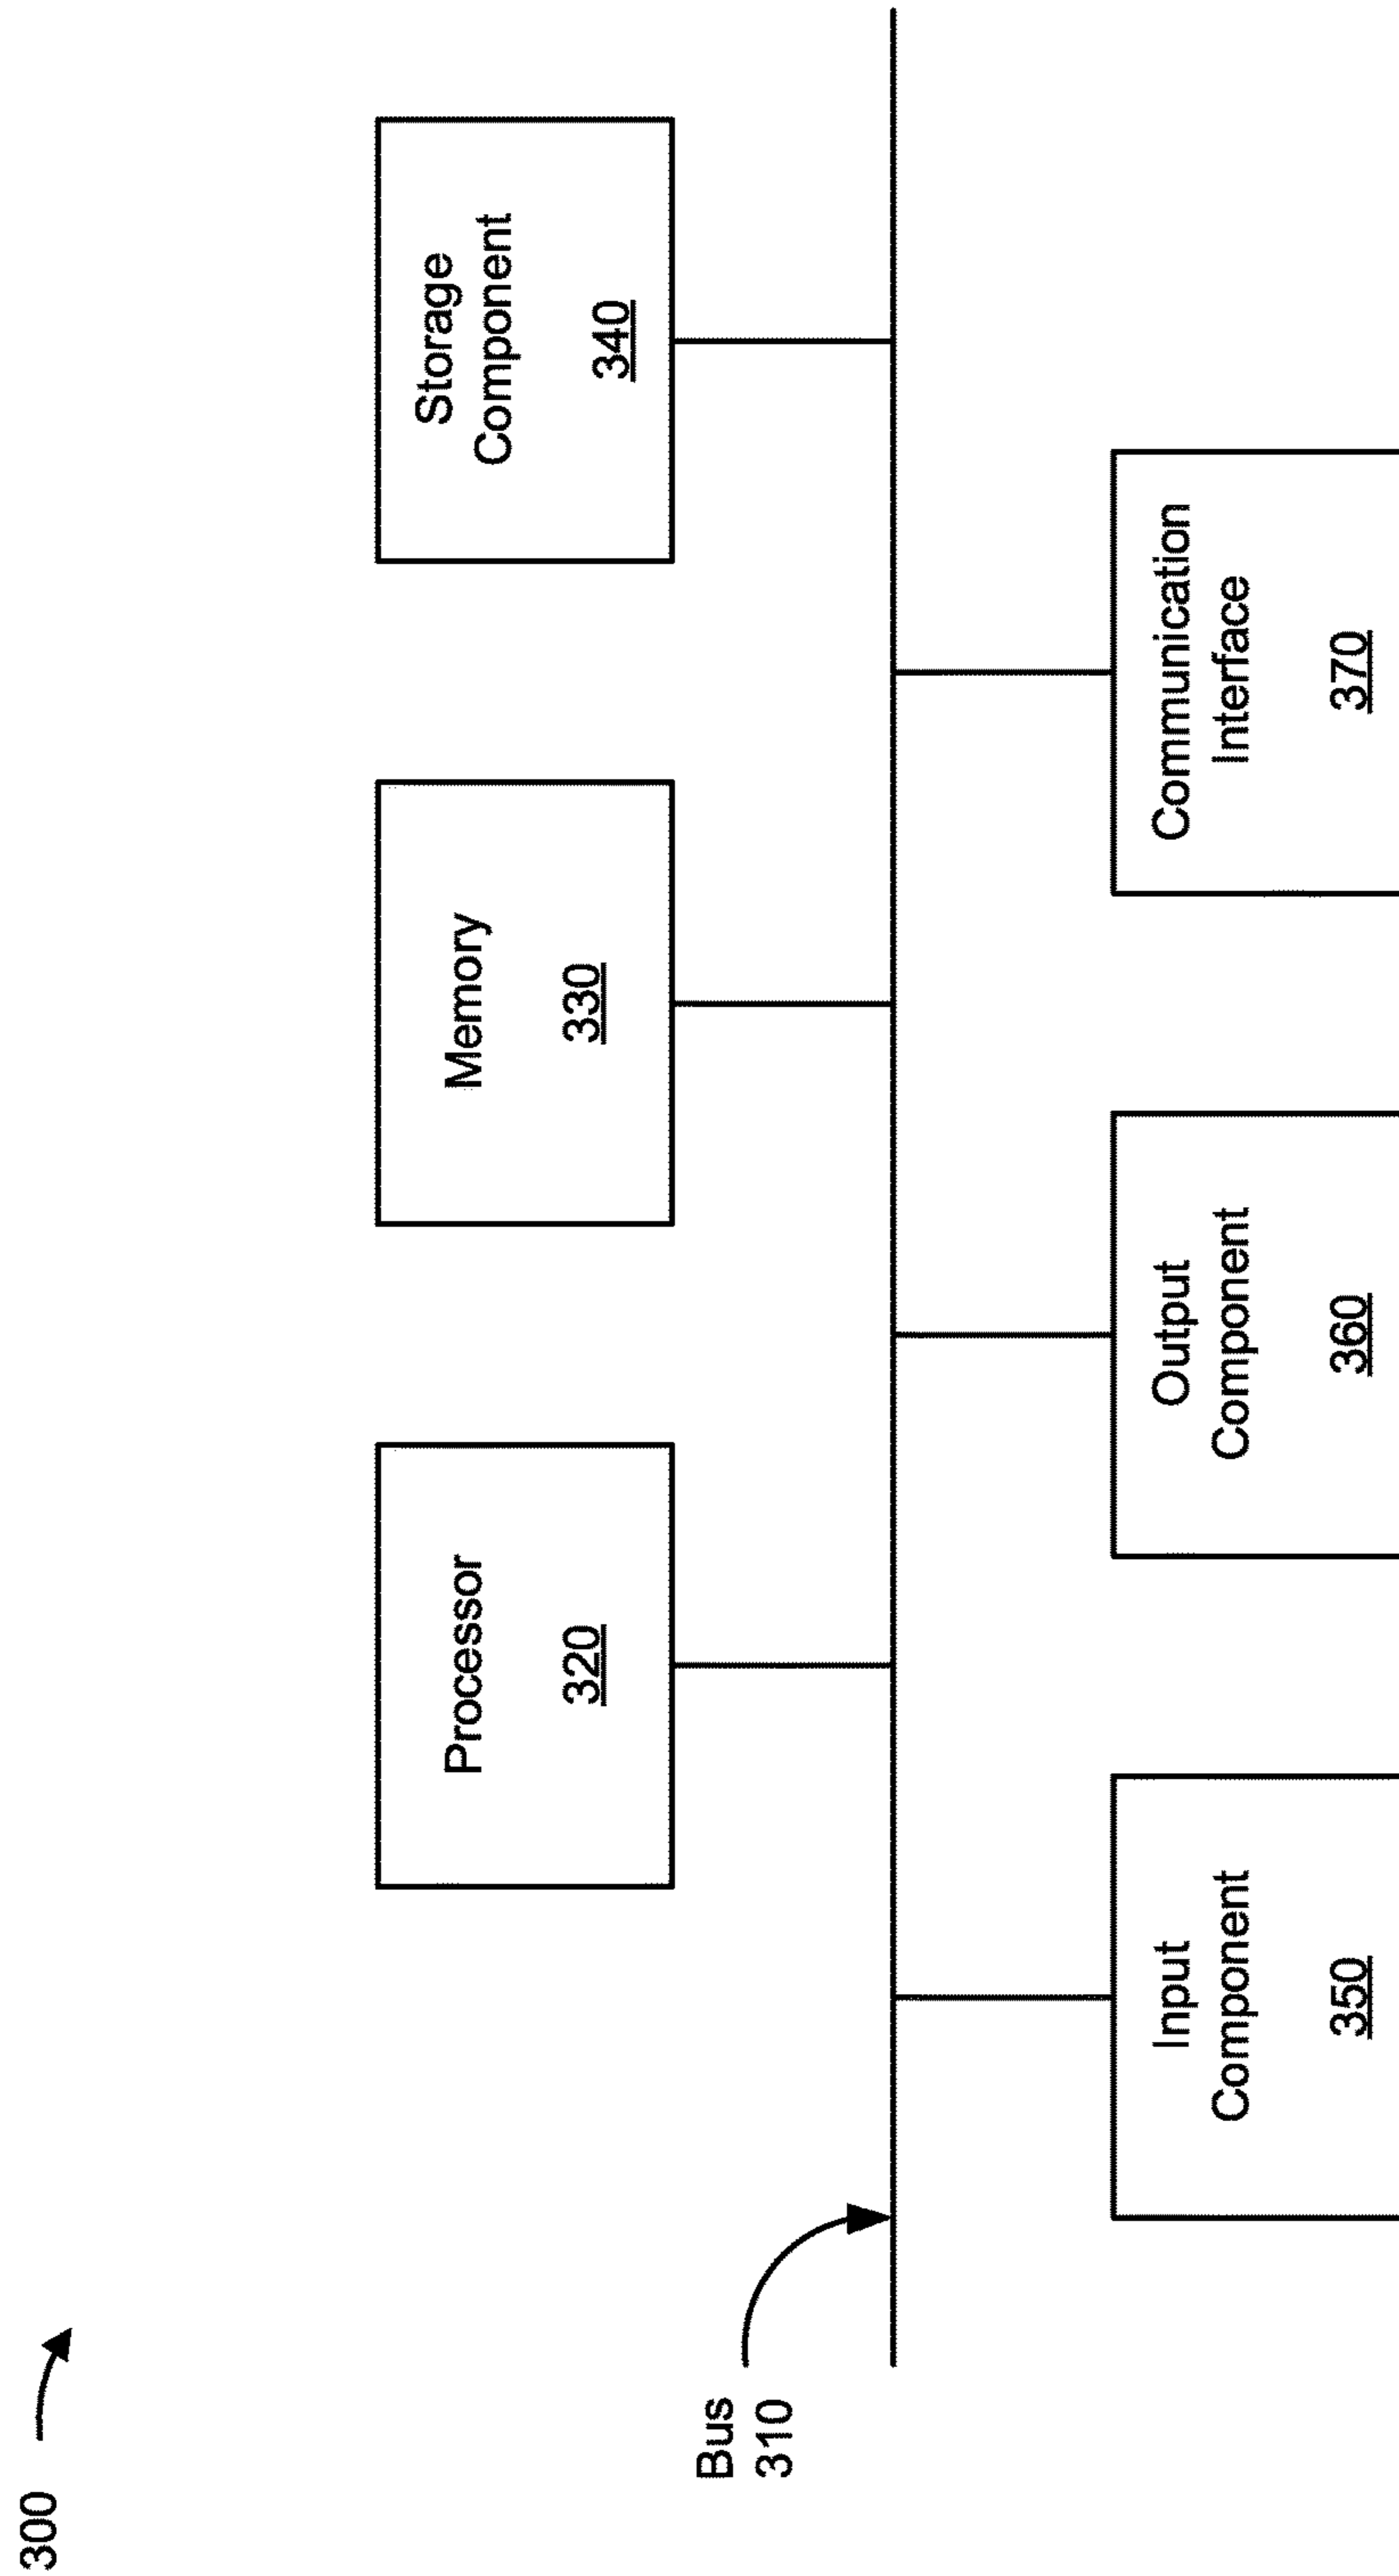 300
Processor
320
Memory
330
Storage
Component
340
Bus
310
Input
Component
350
Output
Component
360
Communication
Interface
370